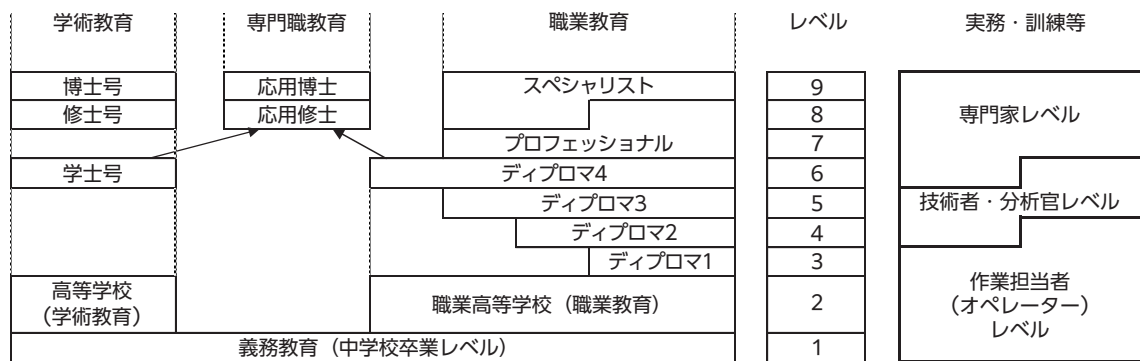 学術教育 専門職教育 職業教育 レベル 実務・訓練等
博士号 応用博士 スペシャリスト 9
修士号 応用修士 8 専門家レベル
プロフェッショナル 7
学士号 ディプロマ4 6
ディプロマ3 5 技術者・分析官レベル
ディプロマ2 4
ディプロマ1 3
高等学校
（学術教育）
職業高等学校（職業教育） 2
作業担当者
（オペレーター）
レベル
義務教育（中学校卒業レベル） 1